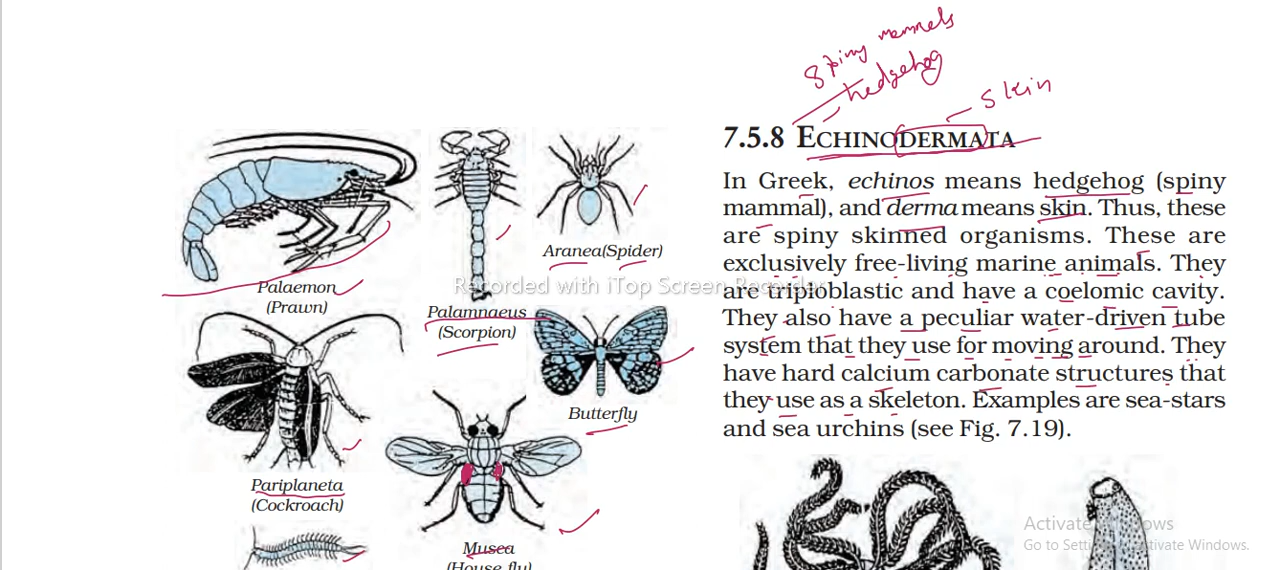 spiny mammels
hedgehog
skin
7.5.8 ECHINODERMATA
In Greek, echinos means hedgehog (spiny
mammal), and derma means skin. Thus, these
are spiny skinned organisms. These are
exclusively free-living marine animals. They
are triploblastic and have a coelomic cavity.
They also have a peculiar water-driven tube
system that they use for moving around. They
have hard calcium carbonate structures that
they use as a skeleton. Examples are sea-stars
and sea urchins (see Fig. 7.19).
Palaemon
(Prawn)
Palamnaeus
(Scorpion)
Aranea(Spider)
Butterfly
Pariplaneta
(Cockroach)
Musea
(House fly)
Recorded with iTop Screen Recorder
Activate Windows
Go to Settings to activate Windows.